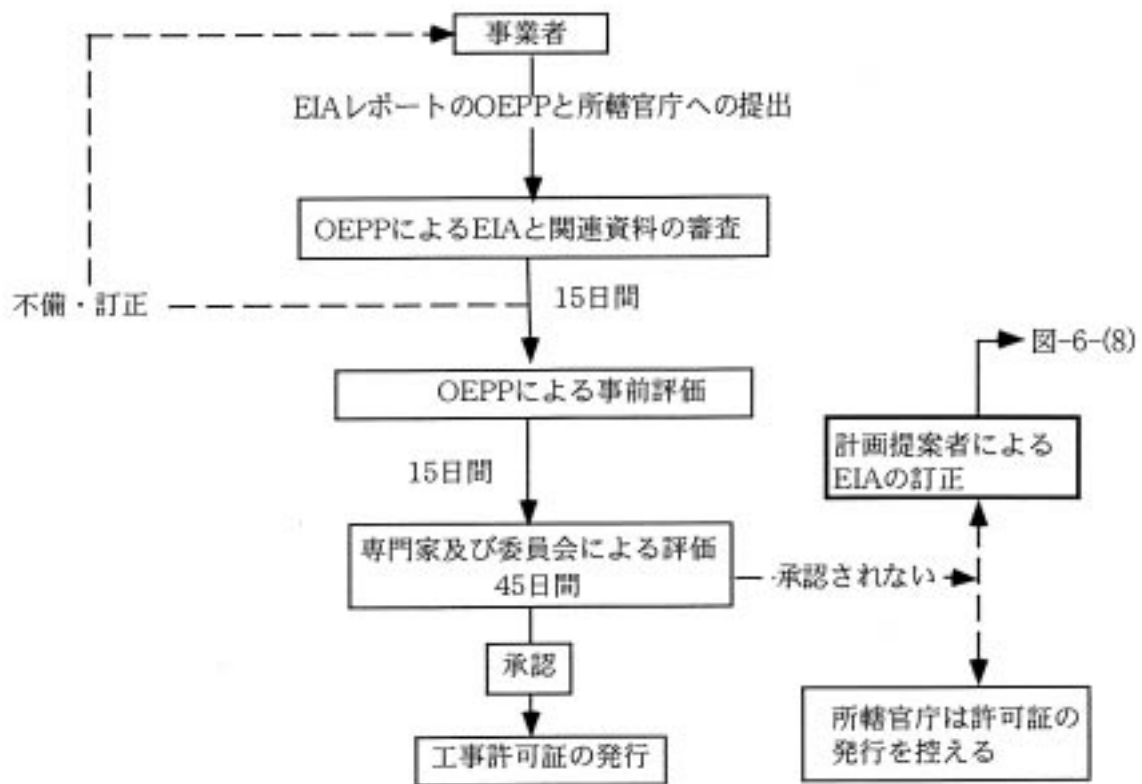 事業者
EIAレポートのOEPPと所轄官庁への提出
OEPPによるEIAと関連資料の審査
不備・訂正
15日間
図-6-(8)
OEPPによる事前評価
計画提案者による
EIAの訂正
15日間
専門家及び委員会による評価
45日間
承認されない
承認
所轄官庁は許可証の
発行を控える
工事許可証の発行